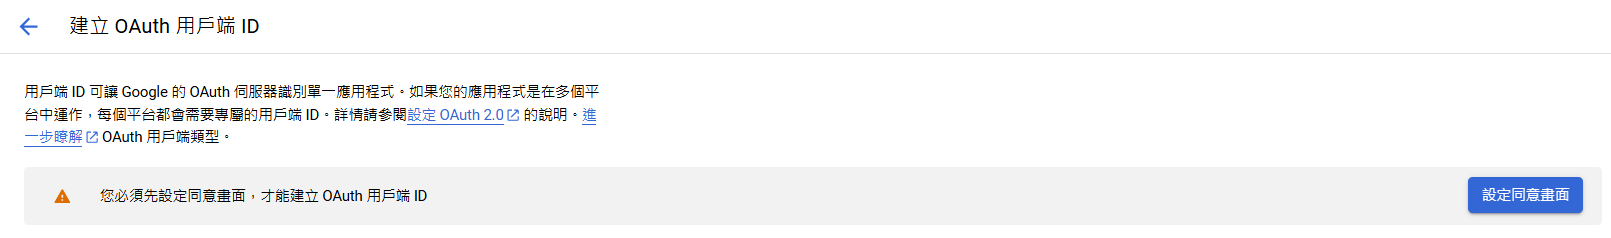 建立 OAuth 用戶端 ID
用戶端 ID 可讓 Google 的 OAuth 伺服器識別單一應用程式。如果您的應用程式是在多個平
台中運作，每個平台都會需要專屬的用戶端 ID。詳情請參閱設定 OAuth 2.0 的說明。進
一步瞭解 OAuth 用戶端類型。
您必須先設定同意畫面，才能建立 OAuth 用戶端 ID
設定同意畫面